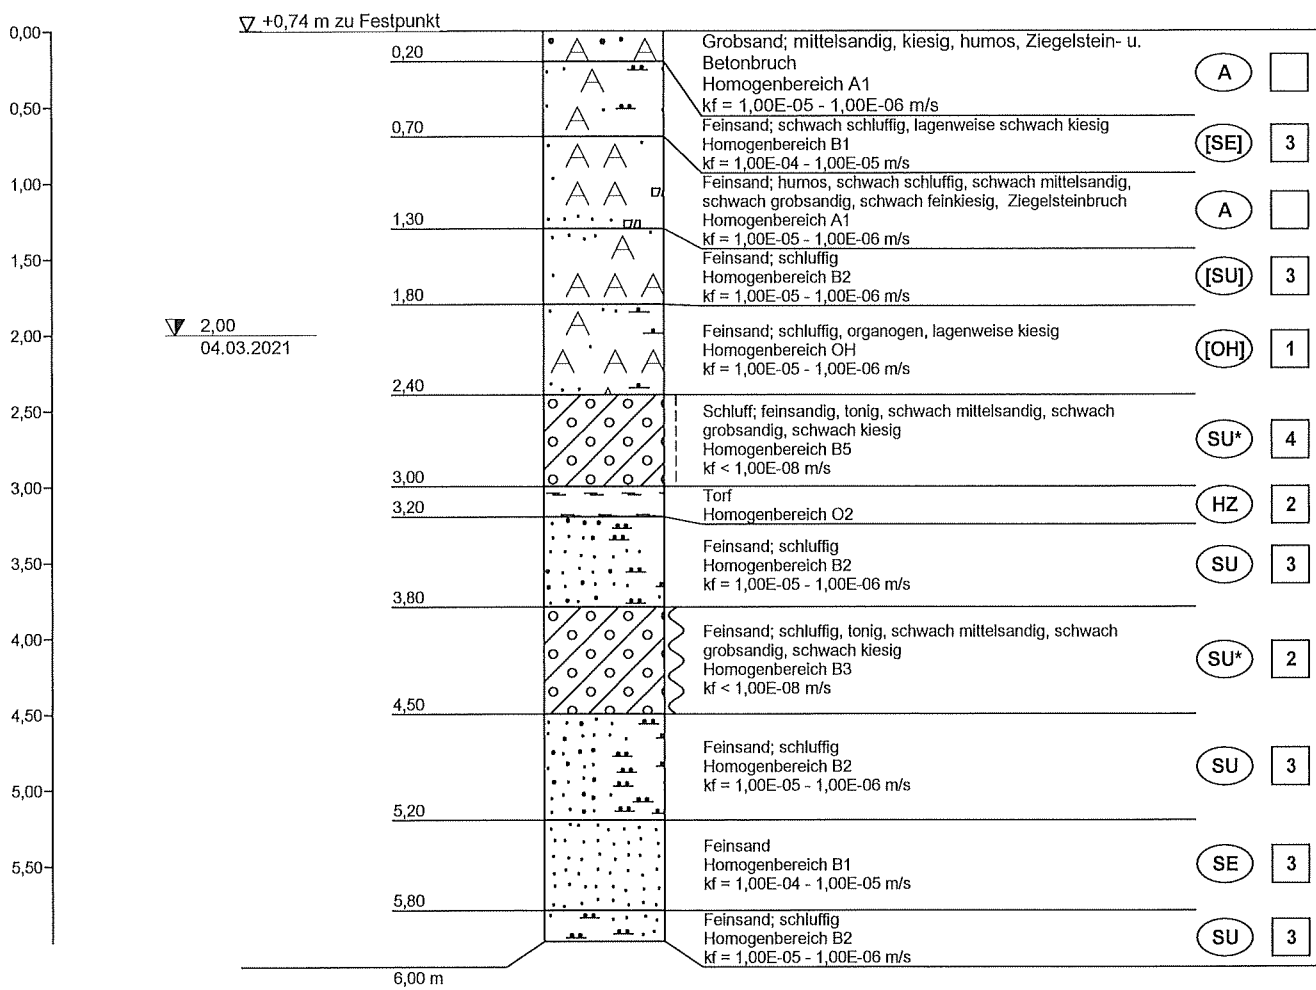 +0,74 m zu Festpunkt
0,00
0,20
Grobsand; mittelsandig, kiesig, humos, Ziegelstein- u.
Betonbruch
Homogenbereich A1
kf = 1,00E-05 - 1,00E-06 m/s
A
0,50
0,70
Feinsand; schwach schluffig, lagenweise schwach kiesig
Homogenbereich B1
kf = 1,00E-04 - 1,00E-05 m/s
[SE] 3
1,00
1,30
Feinsand; humos, schwach schluffig, schwach mittelsandig,
schwach grobsandig, schwach feinkiesig, Ziegelsteinbruch
Homogenbereich A1
kf = 1,00E-05 - 1,00E-06 m/s
A
1,50
1,80
Feinsand; schluffig
Homogenbereich B2
kf = 1,00E-05 - 1,00E-06 m/s
[SU] 3
2,00
2,00
04.03.2021
2,40
Feinsand; schluffig, organogen, lagenweise kiesig
Homogenbereich OH
kf = 1,00E-05 - 1,00E-06 m/s
[OH] 1
2,50
3,00
Schluff; feinsandig, tonig, schwach mittelsandig, schwach
grobsandig, schwach kiesig
Homogenbereich B5
kf < 1,00E-08 m/s
SU* 4
3,00
3,20
Torf
Homogenbereich O2
HZ 2
3,50
3,80
Feinsand; schluffig
Homogenbereich B2
kf = 1,00E-05 - 1,00E-06 m/s
SU 3
4,00
4,50
Feinsand; schluffig, tonig, schwach mittelsandig, schwach
grobsandig, schwach kiesig
Homogenbereich B3
kf < 1,00E-08 m/s
SU* 2
4,50
5,00
5,20
Feinsand; schluffig
Homogenbereich B2
kf = 1,00E-05 - 1,00E-06 m/s
SU 3
5,50
5,80
Feinsand
Homogenbereich B1
kf = 1,00E-04 - 1,00E-05 m/s
SE 3
Feinsand; schluffig
Homogenbereich B2
kf = 1,00E-05 - 1,00E-06 m/s
SU 3
6,00 m